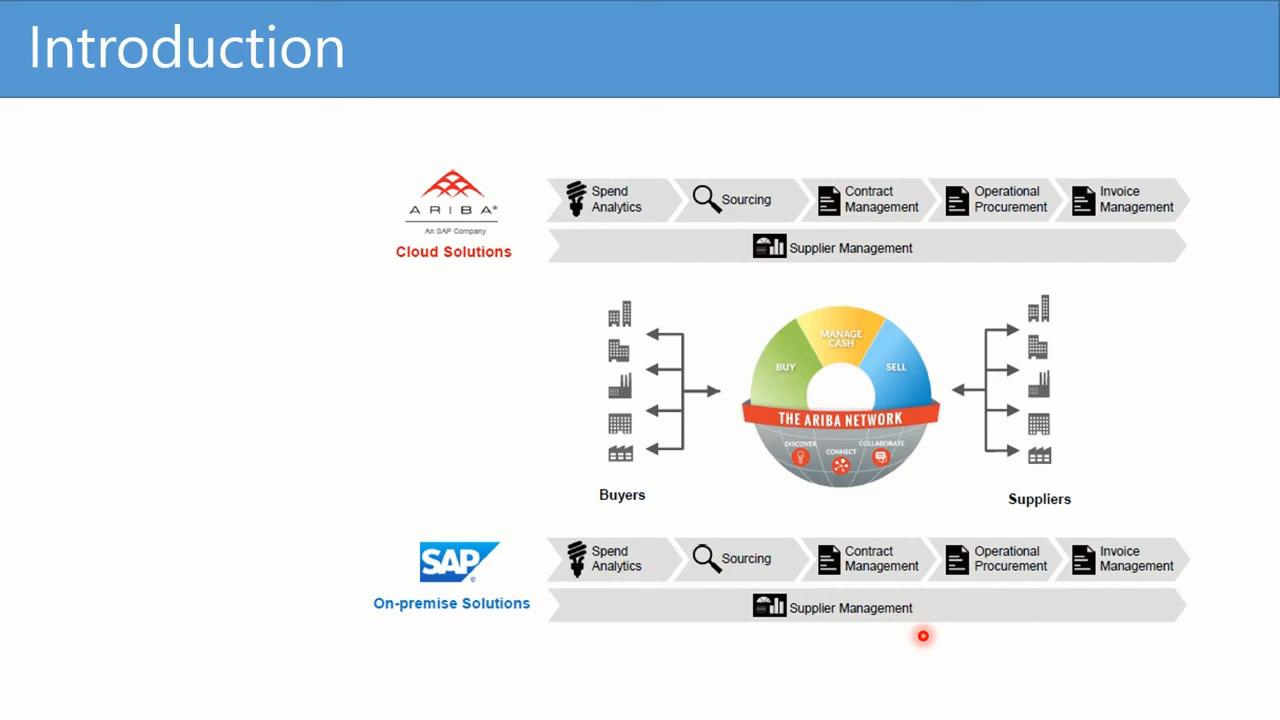 Introduction
ARIBA®
An SAP Company
Cloud Solutions
Spend
Analytics
Sourcing
Contract
Management
Operational
Procurement
Invoice
Management
Supplier Management
Buyers
BUY
MANAGE
CASH
SELL
THE ARIBA NETWORK
DISCOVER
CONNECT
COLLABORATE
Suppliers
SAP®
On-premise Solutions
Spend
Analytics
Sourcing
Contract
Management
Operational
Procurement
Invoice
Management
Supplier Management